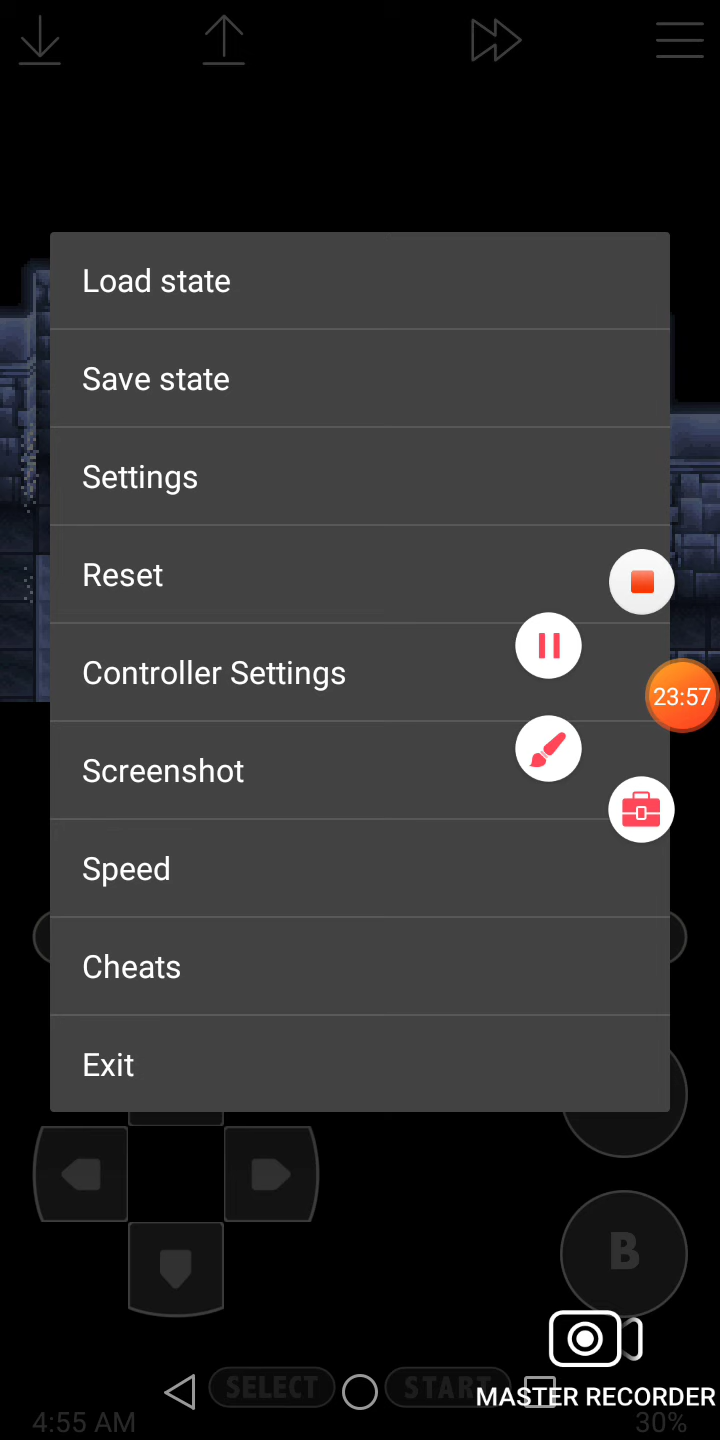 Load state
Save state
Settings
Reset
23:57
Controller Settings
Screenshot
Speed
Cheats
Exit
B
SELECT
START
MASTER RECORDER
4:55 AM
30%